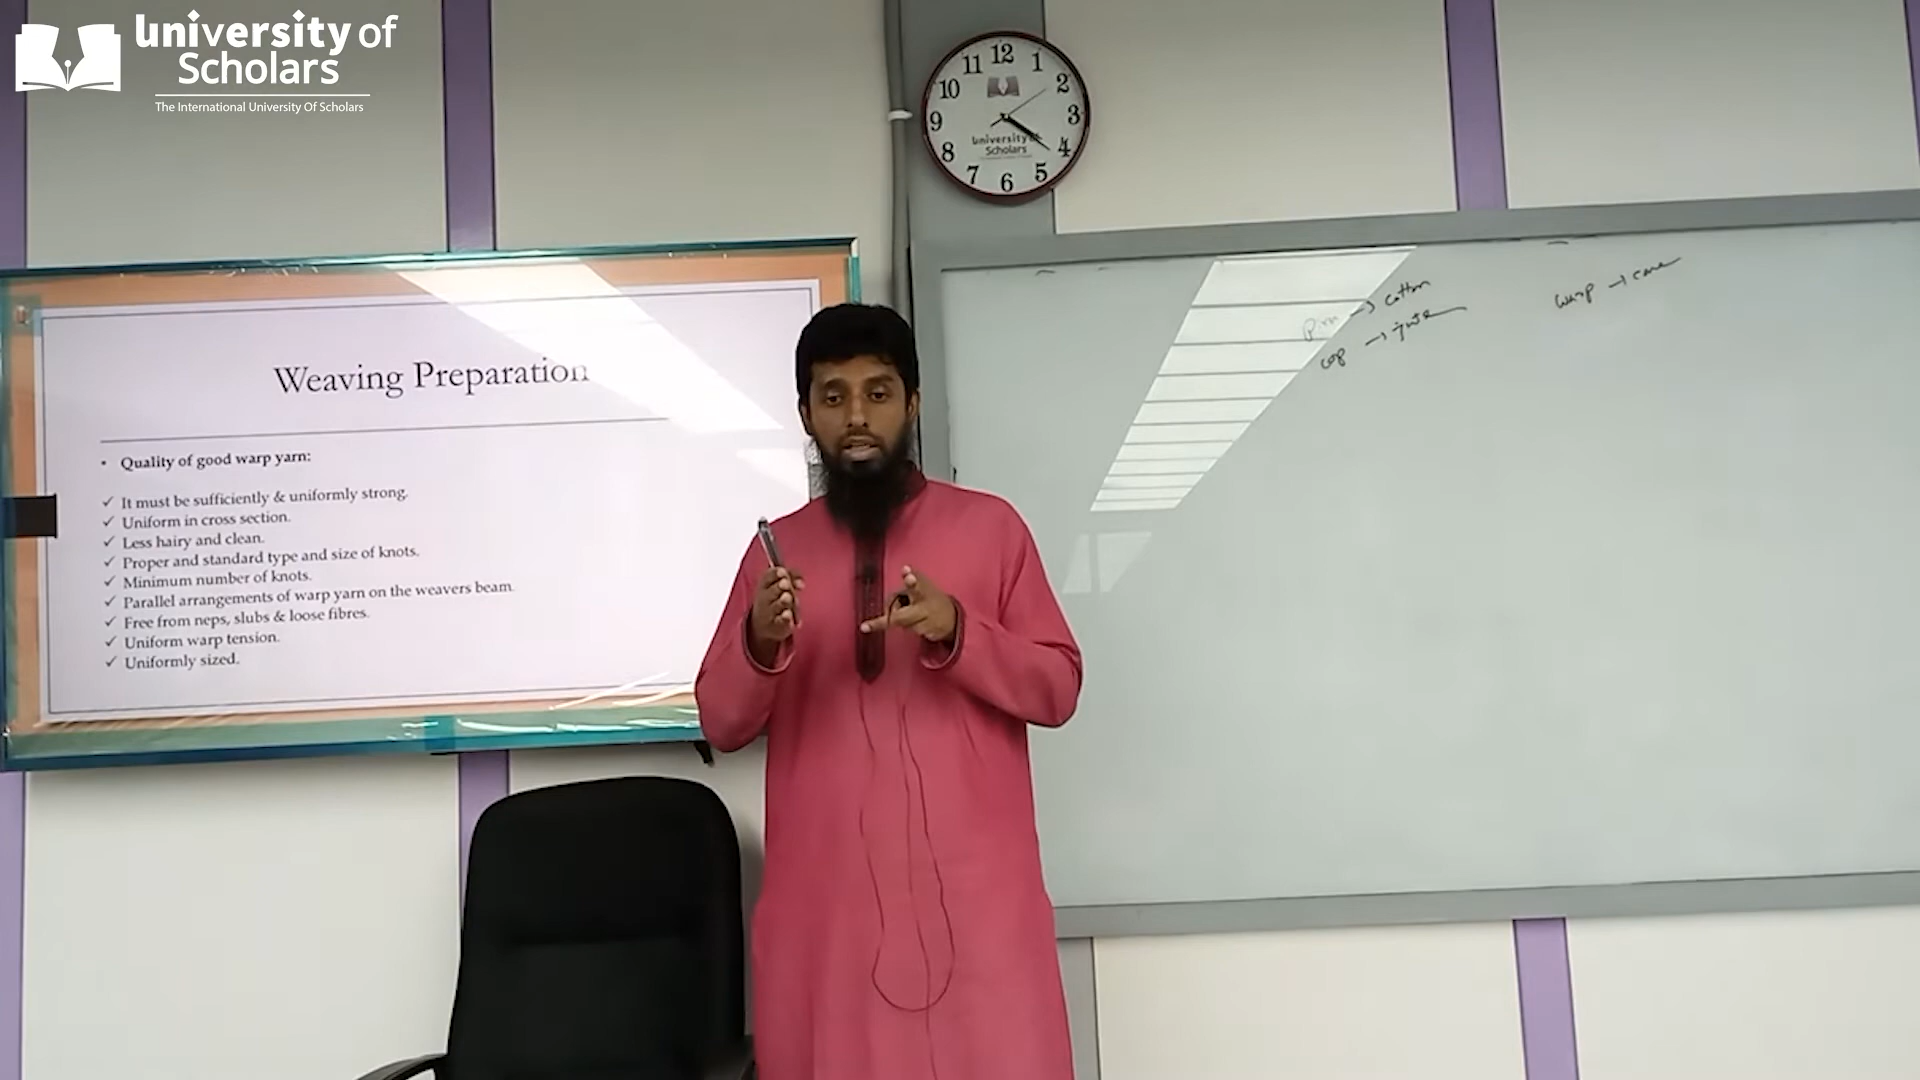 university of
Scholars
The International University Of Scholars
11 12 1
10 2
9 3
8 4
7 6 5
university
Scholars
Weaving Preparation
• Quality of good warp yarn:
✓ It must be sufficiently & uniformly strong.
✓ Uniform in cross section.
✓ Less hairy and clean.
✓ Proper and standard type and size of knots.
✓ Minimum number of knots.
✓ Parallel arrangements of warp yarn on the weavers beam.
✓ Free from neps, slubs & loose fibres.
✓ Uniform warp tension.
✓ Uniformly sized.
Pirn → cotton
cop → jute
warp →